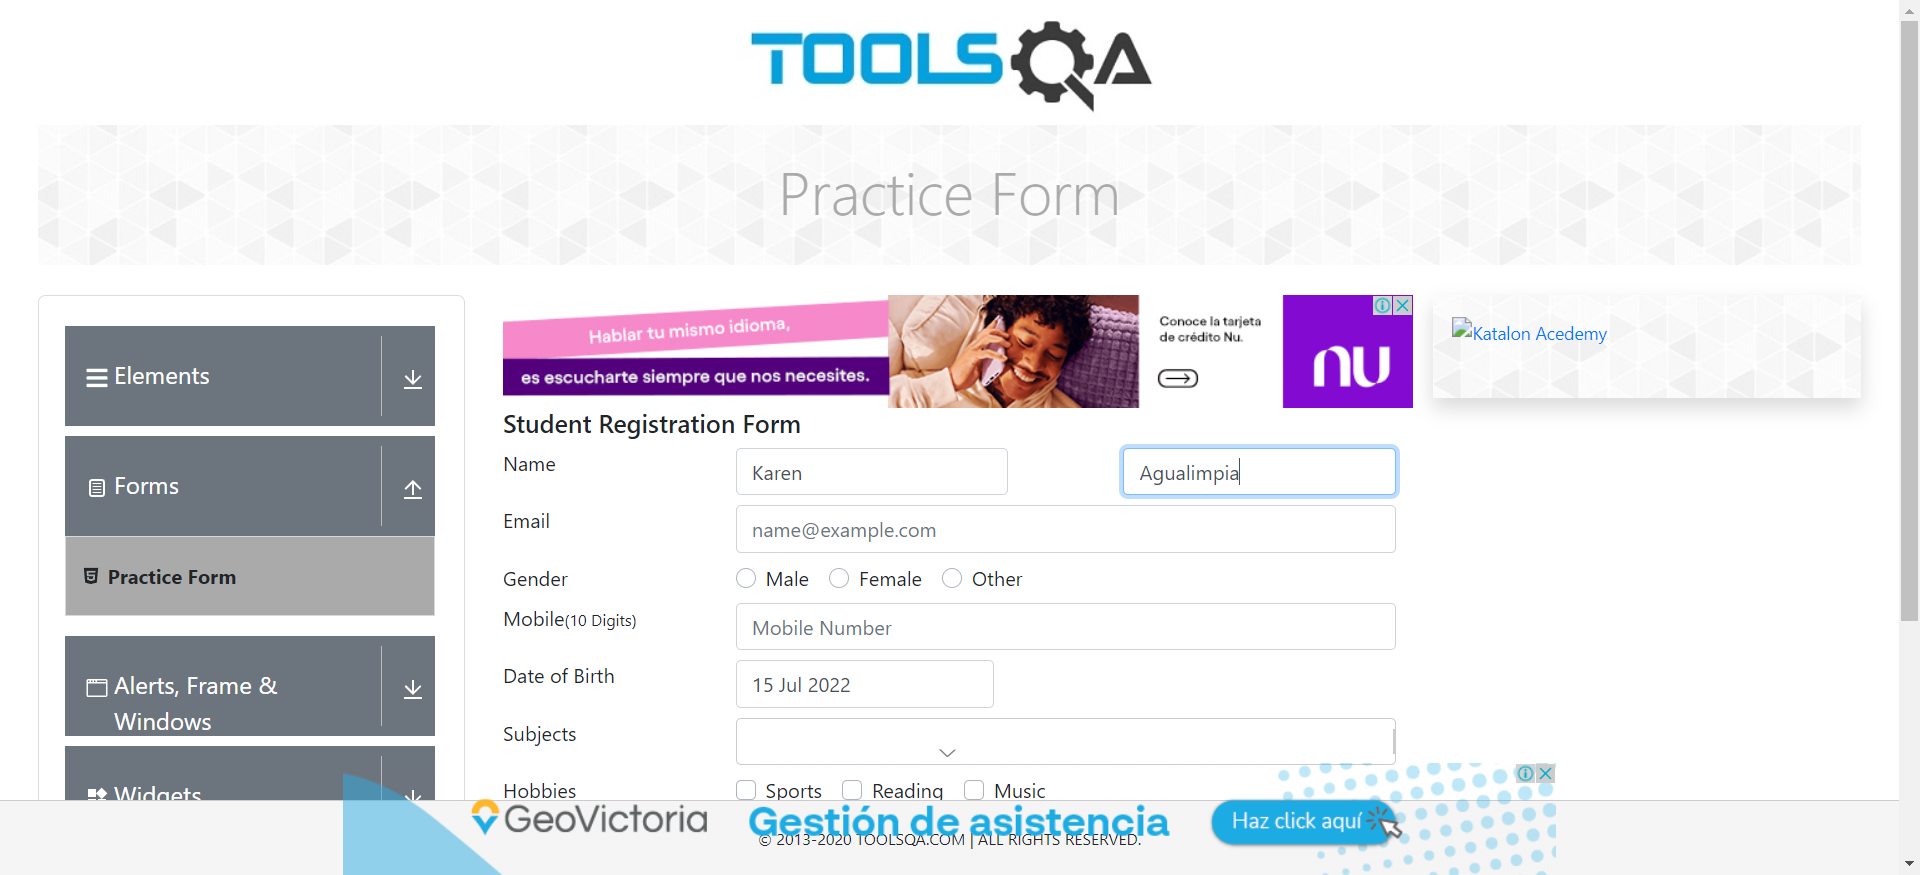 TOOLSQA
Practice Form
Elements
Forms
Practice Form
Alerts, Frame &
Windows
Widgets
Hablar tu mismo idioma,
es escucharte siempre que nos necesites.
Conoce la tarjeta
de crédito Nu.
nu
Katalon Acedemy
Student Registration Form
Name
Karen
Agualimpia
Email
name@example.com
Gender
Male
Female
Other
Mobile(10 Digits)
Mobile Number
Date of Birth
15 Jul 2022
Subjects
Hobbies
Sports
Reading
Music
GeoVictoria
Gestión de asistencia
Haz click aquí
© 2013-2020 TOOLSQA.COM | ALL RIGHTS RESERVED.